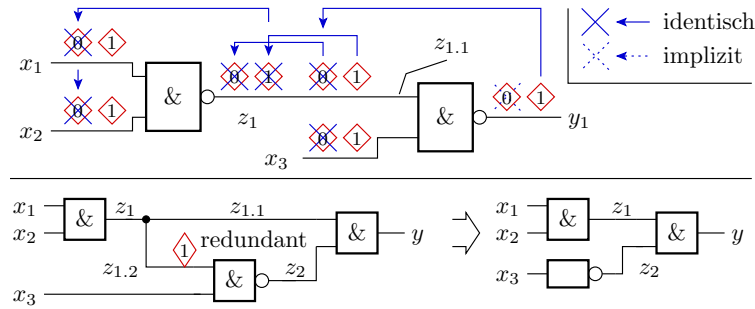 identisch
implizit
0 1
x1
&
0 1
x2
0 1 0 1
z1
z1.1
&
0 1
y1
0 1
x3
x1
x2
&
z1
z1.1
&
y
1 redundant
z1.2
&
z2
x3
x1
x2
&
z1
&
y
x3
z2